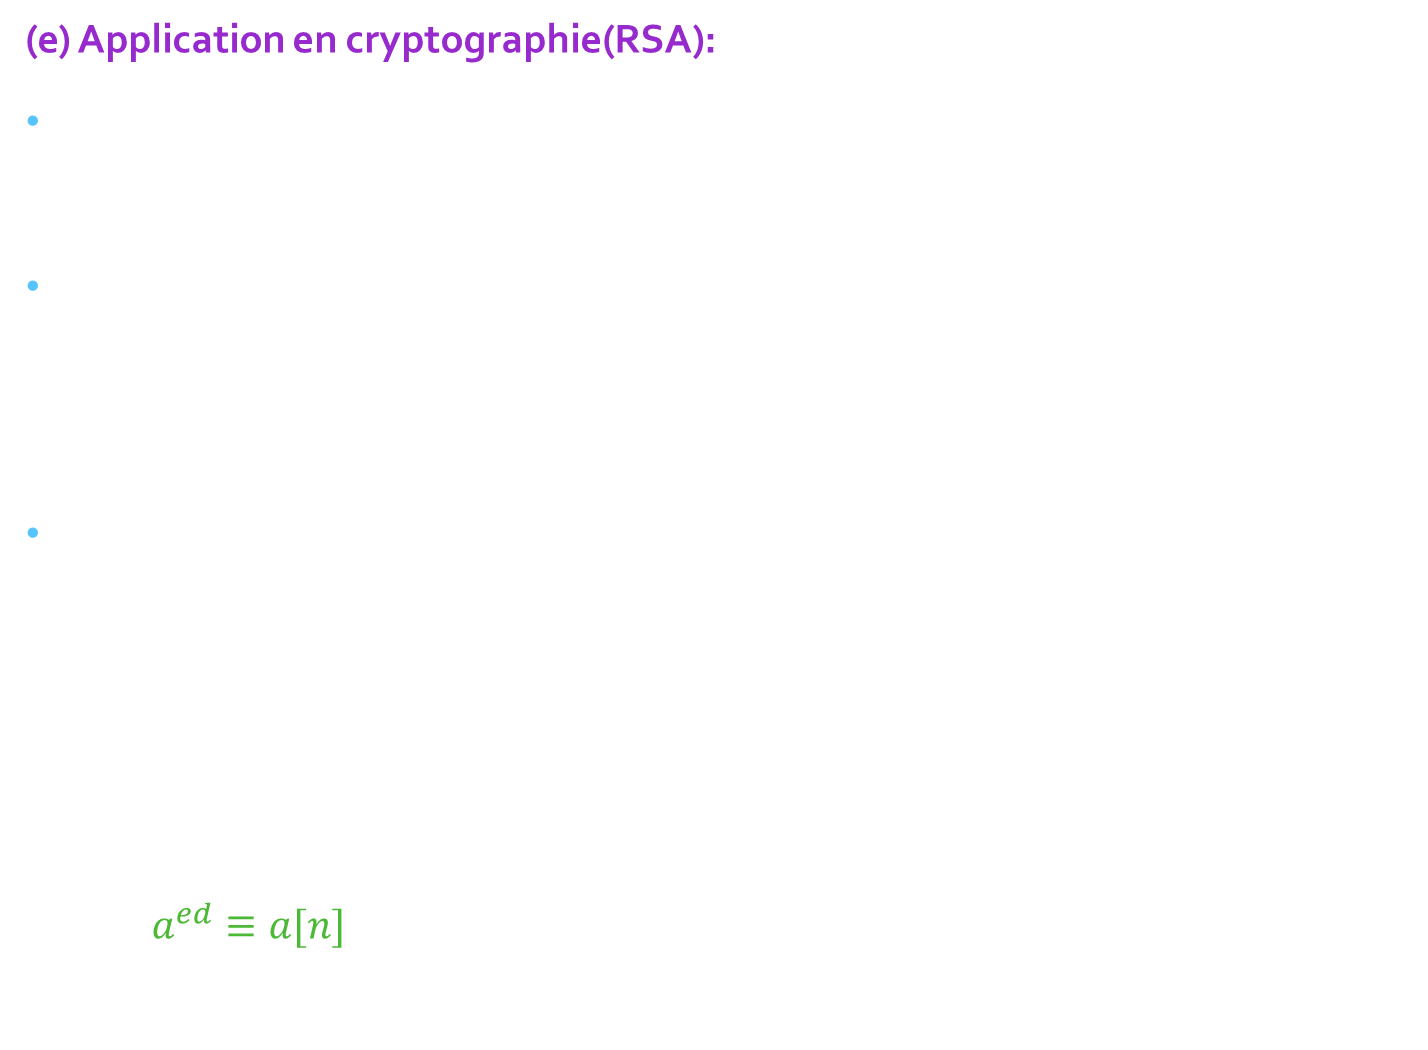 (e) Application en cryptographie(RSA):
•
•
•
a^{ed} ≡ a[n]